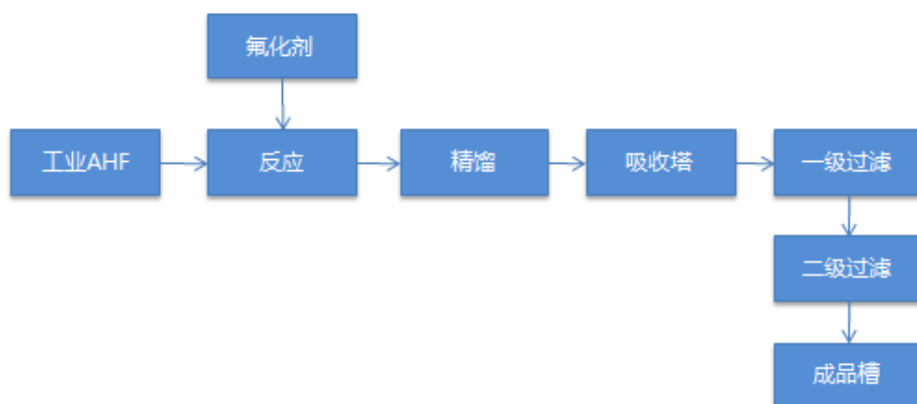 氟化剂
工业AHF
反应
精馏
吸收塔
一级过滤
二级过滤
成品槽